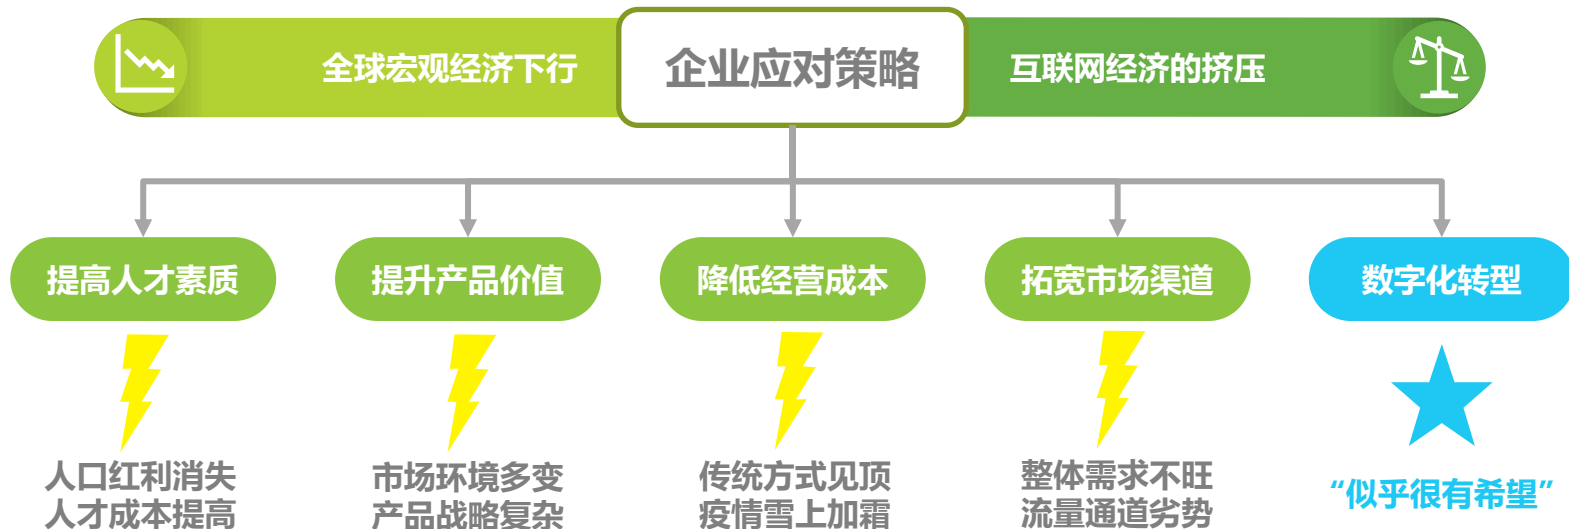 全球宏观经济下行
企业应对策略
互联网经济的挤压
提高人才素质
提升产品价值
降低经营成本
拓宽市场渠道
数字化转型
人口红利消失
人才成本提高
市场环境多变
产品战略复杂
传统方式见顶
疫情雪上加霜
整体需求不旺
流量通道劣势
“似乎很有希望”